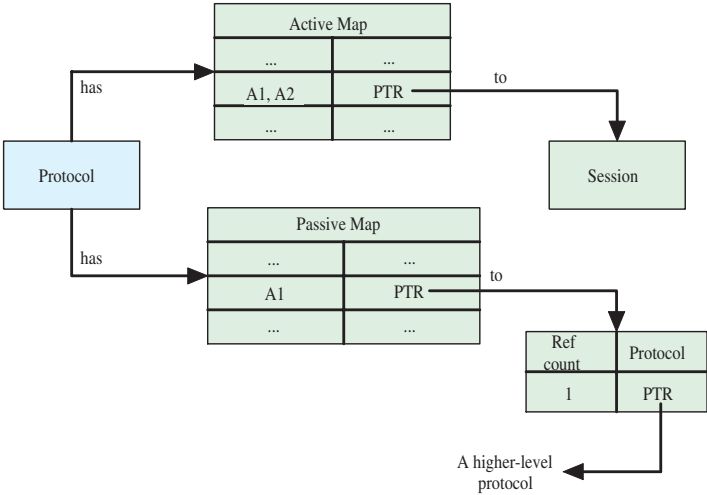 Active Map
... ...
has
A1, A2 PTR
to
... ...
Protocol
Session
Passive Map
has
... ...
to
A1 PTR
... ...
Ref
count
Protocol
1 PTR
A higher-level
protocol